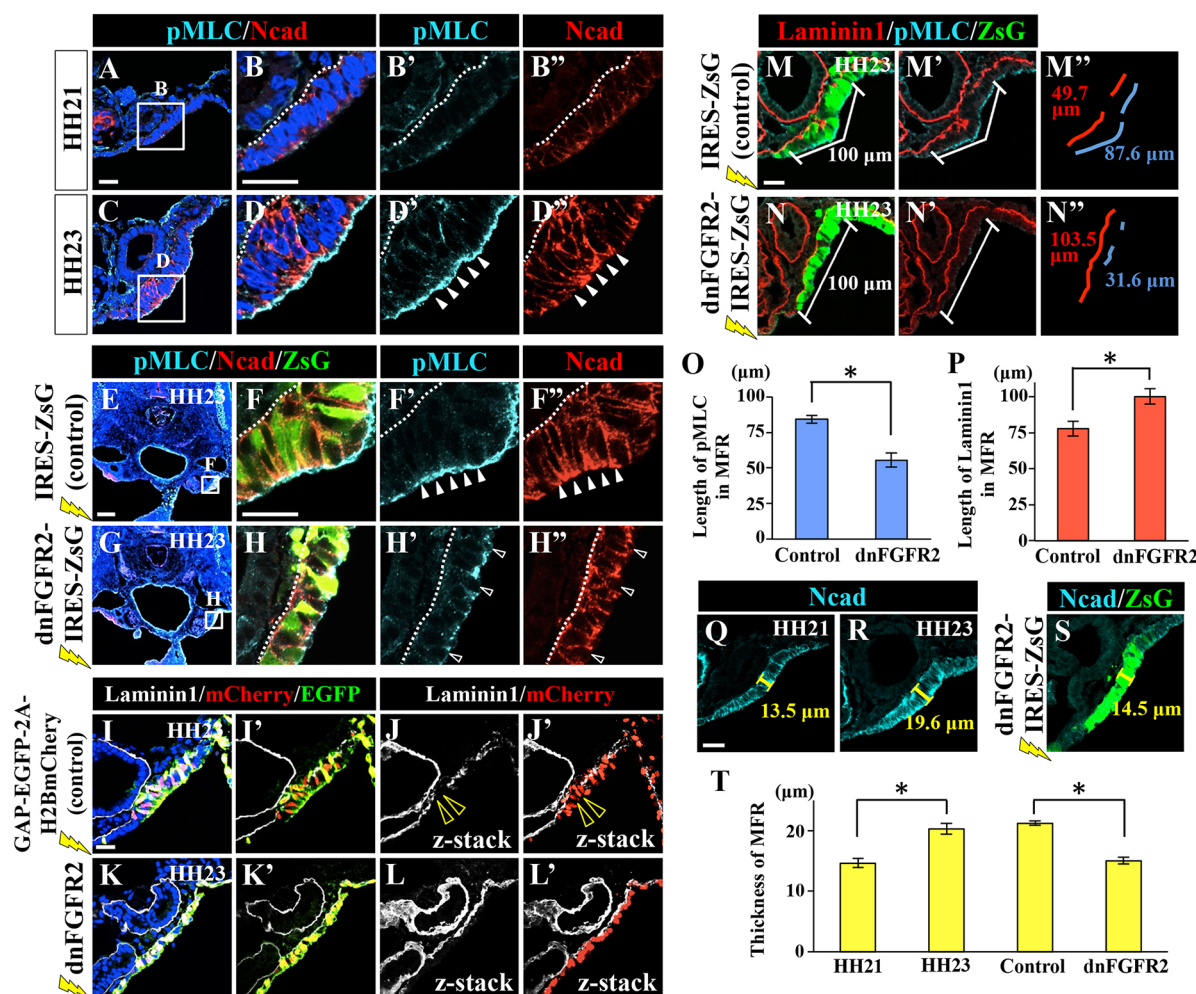 pMLC/Ncad
pMLC
Ncad
HH21
A
B
B
B’
B”
HH23
C
D
D
D’
D”
pMLC/Ncad/ZsG
pMLC
Ncad
IRES-ZsG
(control)
E
HH23
F
F
F’
F”
dnFGFR2-
IRES-ZsG
G
HH23
H
H
H’
H”
Laminin1/mCherry/EGFP
Laminin1/mCherry
GAP-EGFP-2A-
H2BmCherry
(control)
I
HH23
I’
J
z-stack
J’
z-stack
dnFGFR2
K
HH23
K’
L
z-stack
L’
z-stack
Laminin1/pMLC/ZsG
IRES-ZsG
(control)
M
HH23
100 µm
M’
M”
49.7
µm
87.6 µm
dnFGFR2-
IRES-ZsG
N
HH23
100 µm
N’
N”
103.5
µm
31.6 µm
O
(µm)
Length of pMLC
in MFR
100
75
50
25
0
*
Control
dnFGFR2
P
(µm)
Length of Laminin1
in MFR
100
75
50
25
0
*
Control
dnFGFR2
Ncad
Q
HH21
13.5 µm
R
HH23
19.6 µm
Ncad/ZsG
dnFGFR2-
IRES-ZsG
S
14.5 µm
T
(µm)
Thickness of MFR
20
10
0
*
*
HH21
HH23
Control
dnFGFR2